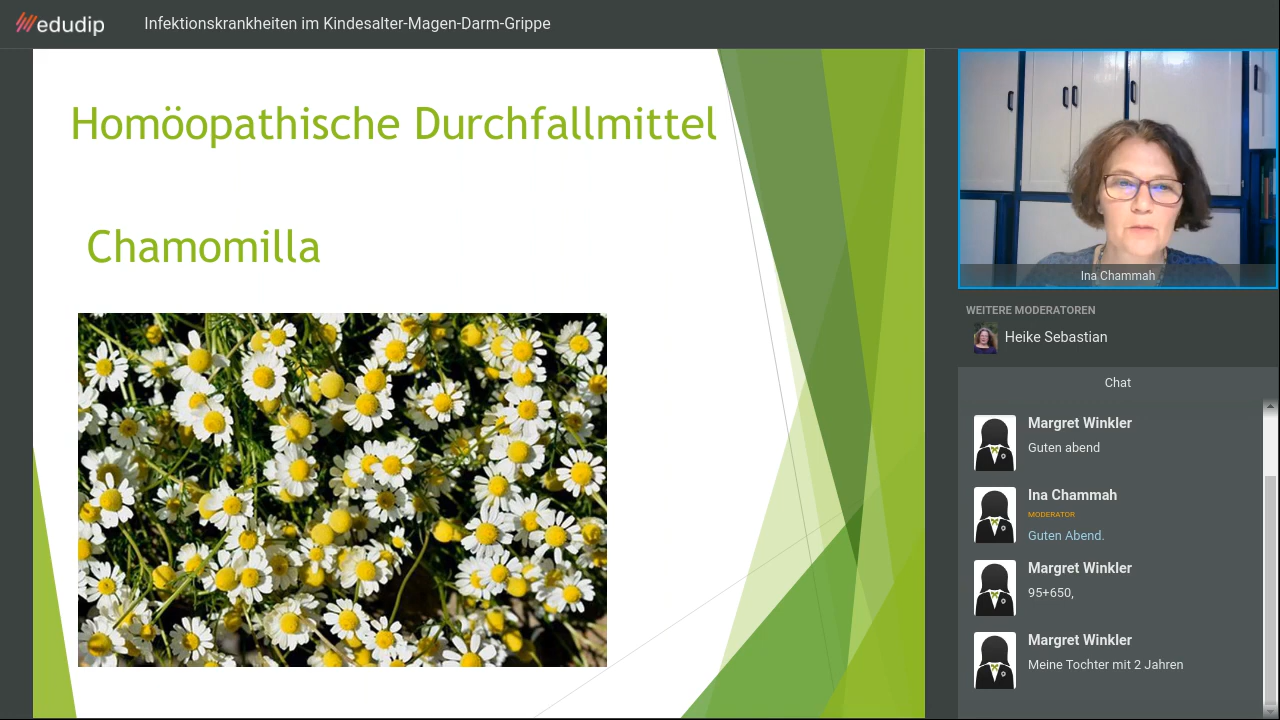 edudip
Infektionskrankheiten im Kindesalter-Magen-Darm-Grippe
Homöopathische Durchfallmittel
Chamomilla
Ina Chammah
WEITERE MODERATOREN
Heike Sebastian
Chat
Margret Winkler
Guten abend
Ina Chammah
MODERATOR
Guten Abend.
Margret Winkler
95+650,
Margret Winkler
Meine Tochter mit 2 Jahren